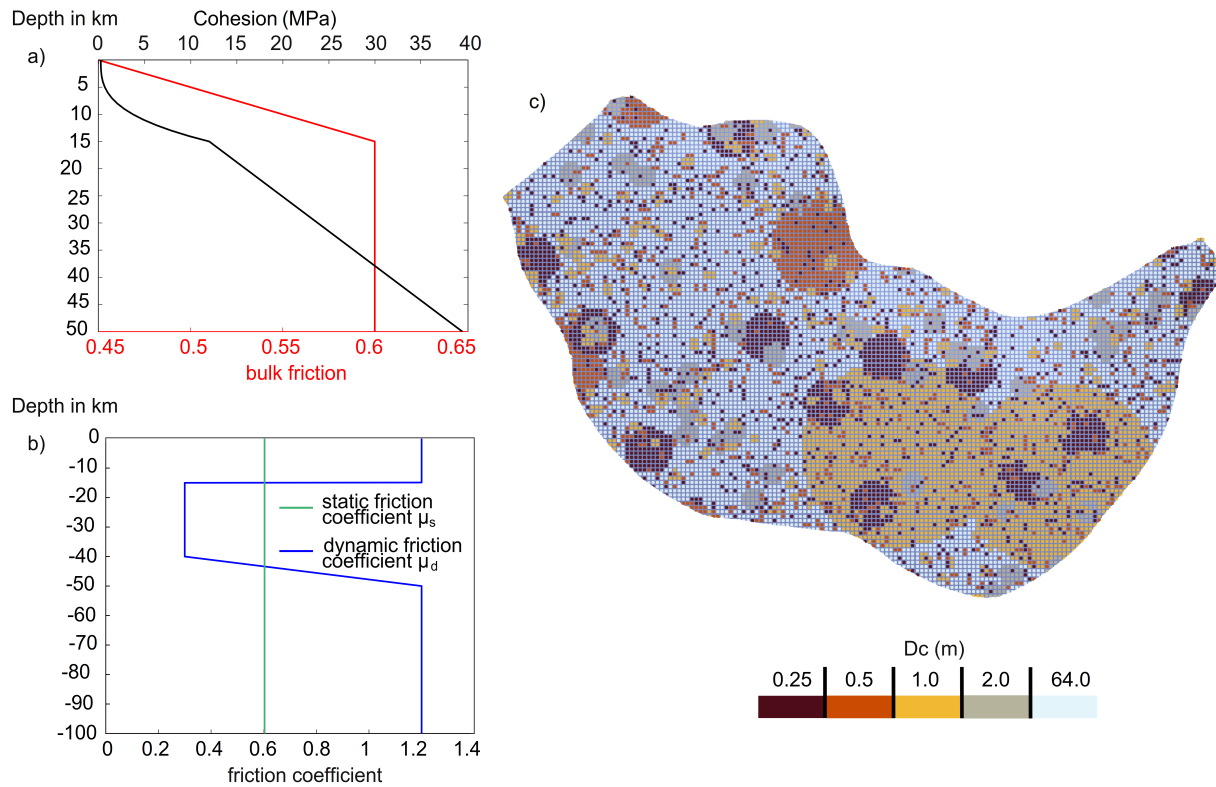 Depth in km
Cohesion (MPa)
0 5 10 12 30 35 40
a)
5
10
15
20
25
30
35
40
45
50
0.45 0.5 0.55 0.6 0.65
bulk friction
Depth in km
b)
0
-10
-20
-30
-40
-50
-60
-70
-80
-90
-100
static friction
coefficient μs
dynamic friction
coefficient μd
0 0.2 0.4 0.6 0.8 1 1.2 1.4
friction coefficient
c)
Dc (m)
0.25 0.5 1.0 2.0 64.0